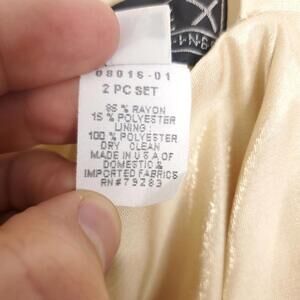 08016-01
2 PC SET
85 % RAYON
15 % POLYESTER
LINING :
100 % POLYESTER
DRY CLEAN
MADE IN U.S.A OF
DOMESTIC &
IMPORTED FABRICS
RN#79283